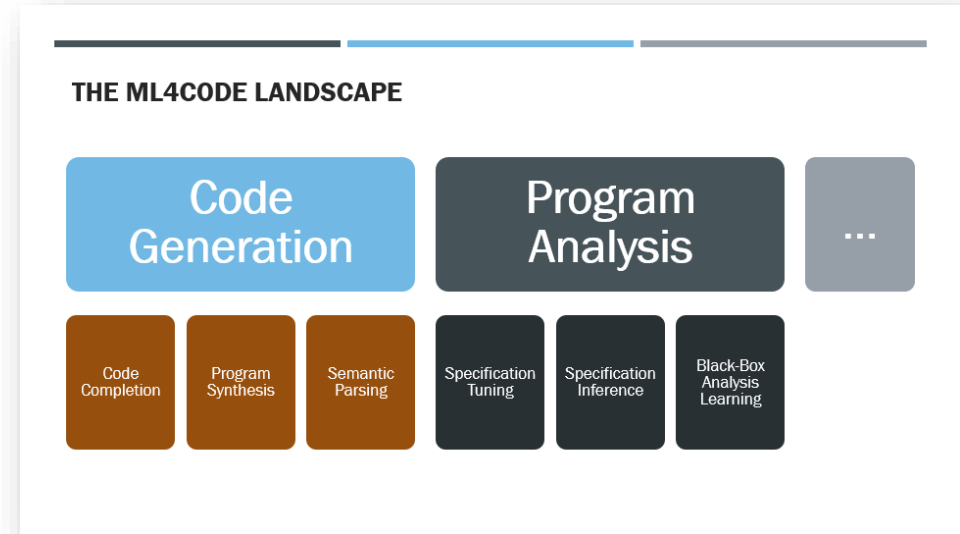 THE ML4CODE LANDSCAPE
Code
Generation
Program
Analysis
...
Code
Completion
Program
Synthesis
Semantic
Parsing
Specification
Tuning
Specification
Inference
Black-Box
Analysis
Learning